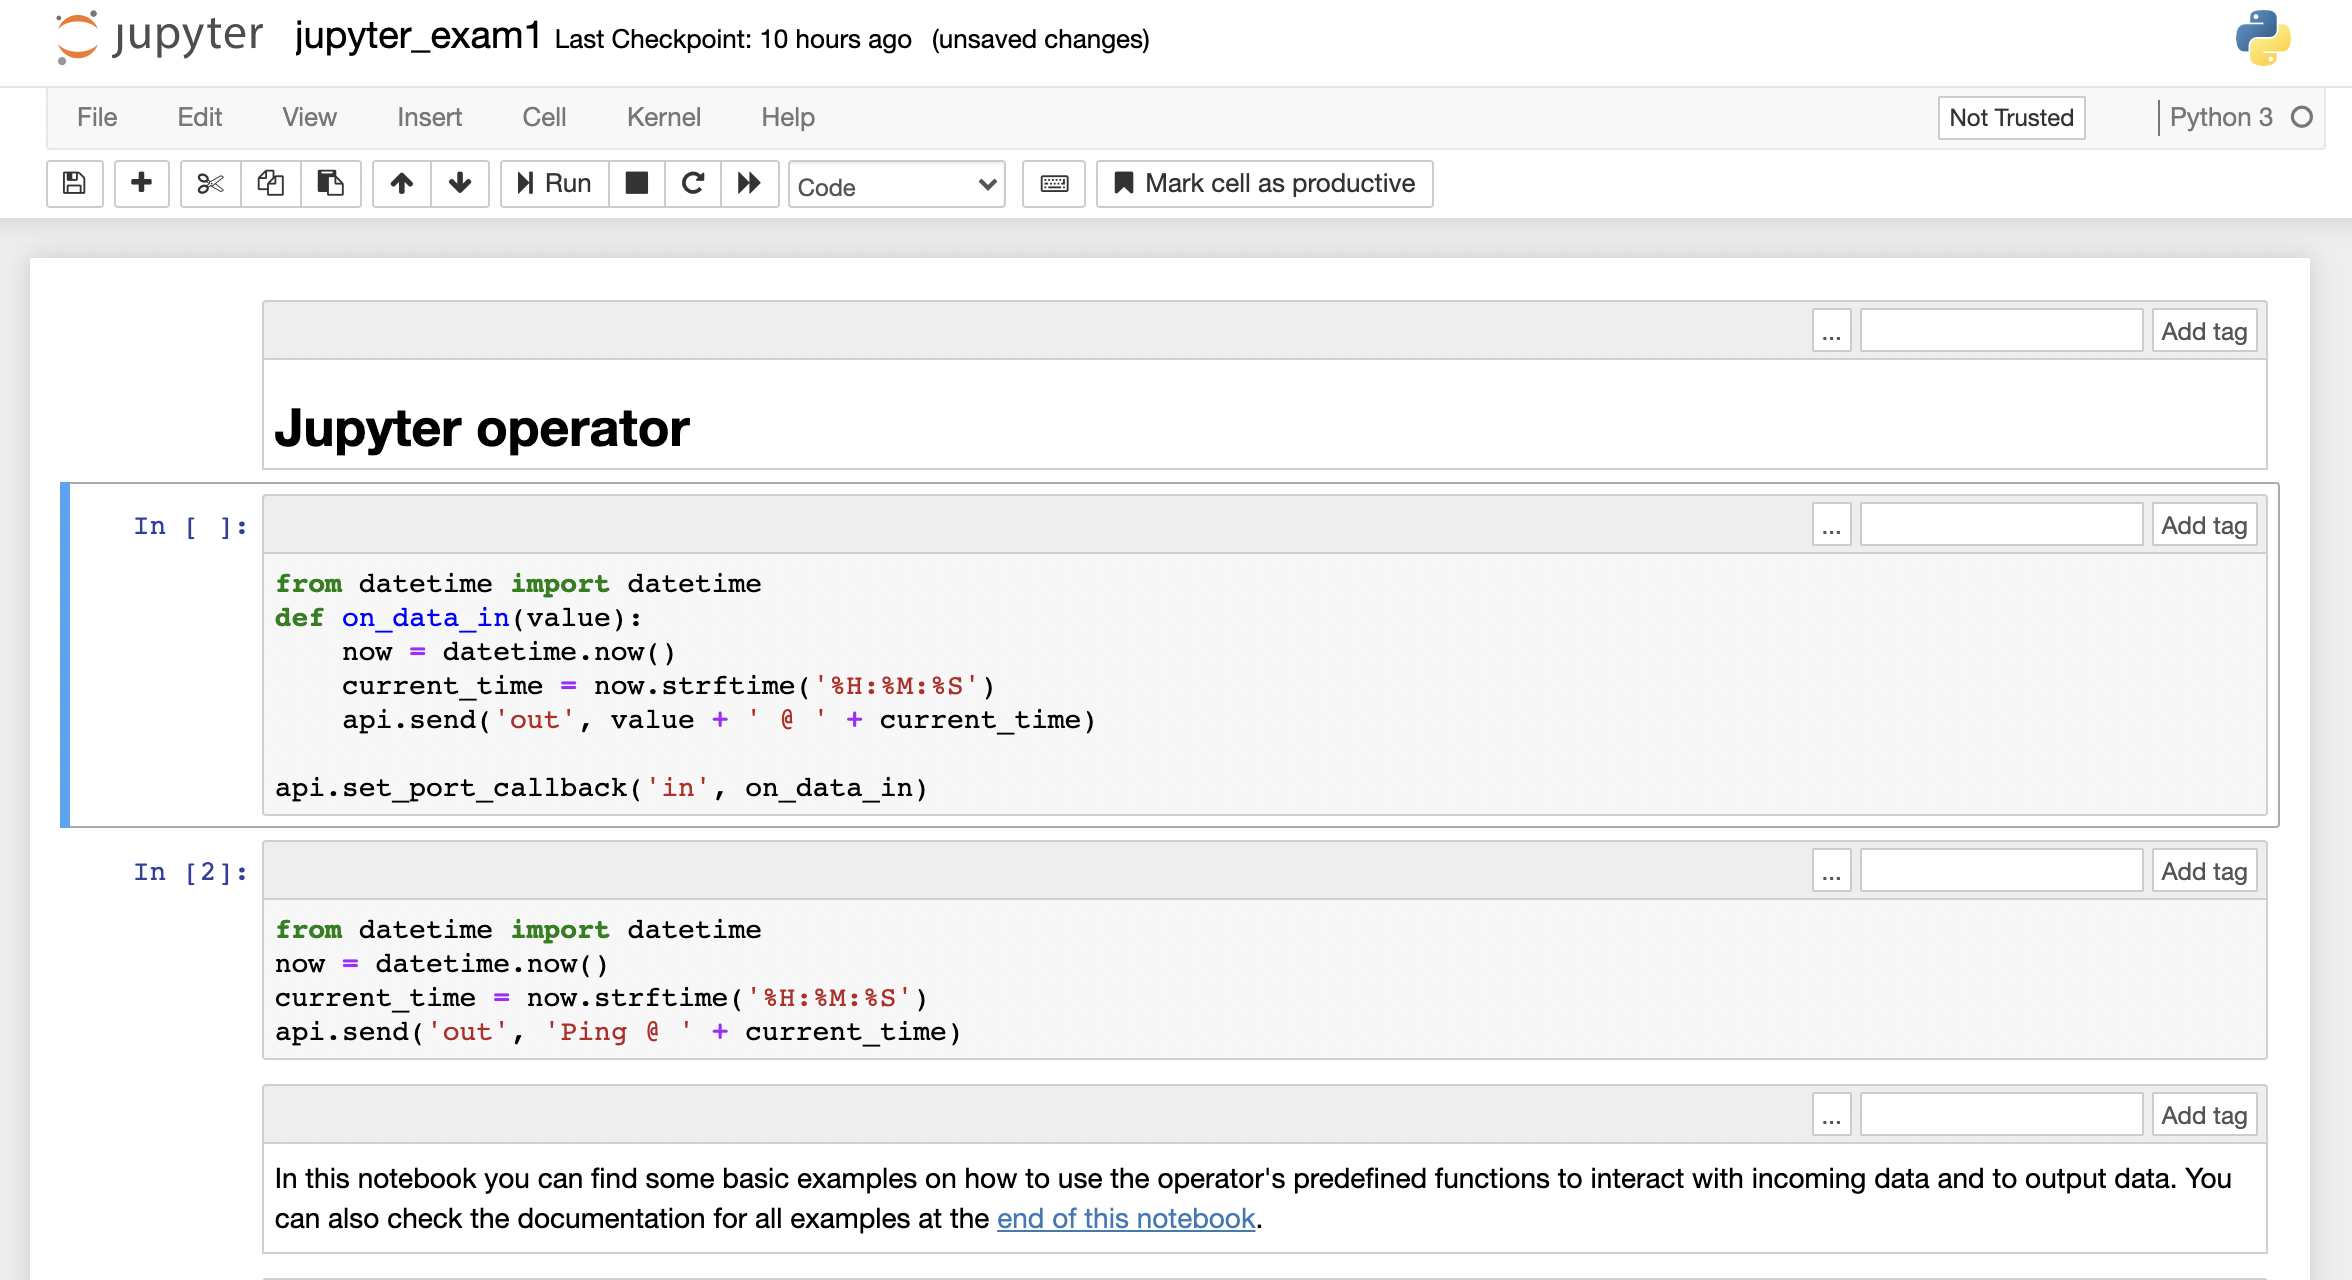 jupyter jupyter_exam1 Last Checkpoint: 10 hours ago (unsaved changes)
File Edit View Insert Cell Kernel Help Not Trusted Python 3
Run Code Mark cell as productive
... Add tag
Jupyter operator
In [ ]: ... Add tag
from datetime import datetime
def on_data_in(value):
    now = datetime.now()
    current_time = now.strftime('%H:%M:%S')
    api.send('out', value + ' @ ' + current_time)
api.set_port_callback('in', on_data_in)
In [2]: ... Add tag
from datetime import datetime
now = datetime.now()
current_time = now.strftime('%H:%M:%S')
api.send('out', 'Ping @ ' + current_time)
... Add tag
In this notebook you can find some basic examples on how to use the operator's predefined functions to interact with incoming data and to output data. You
can also check the documentation for all examples at the end of this notebook.